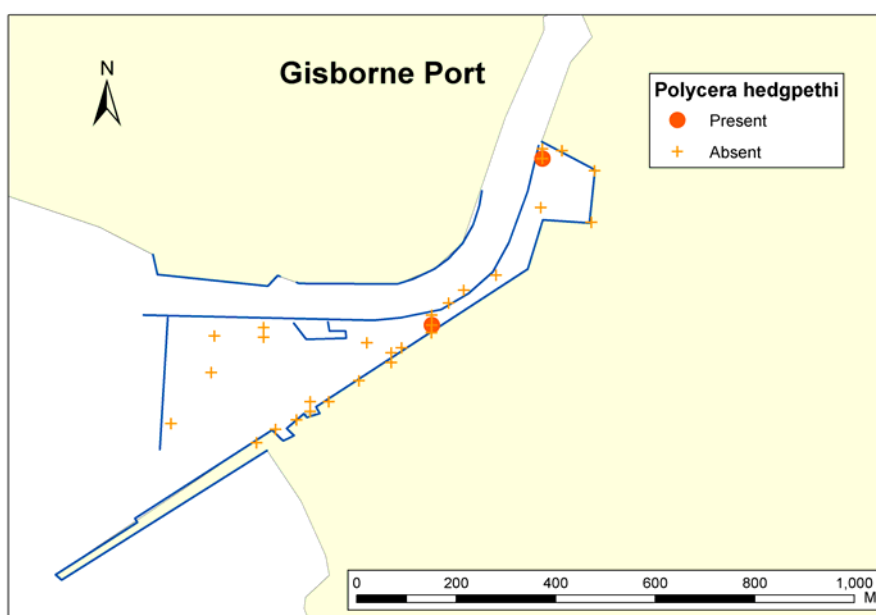 N
Gisborne Port
Polycera hedgpethi
Present
Absent
0 200 400 600 800 1,000
M